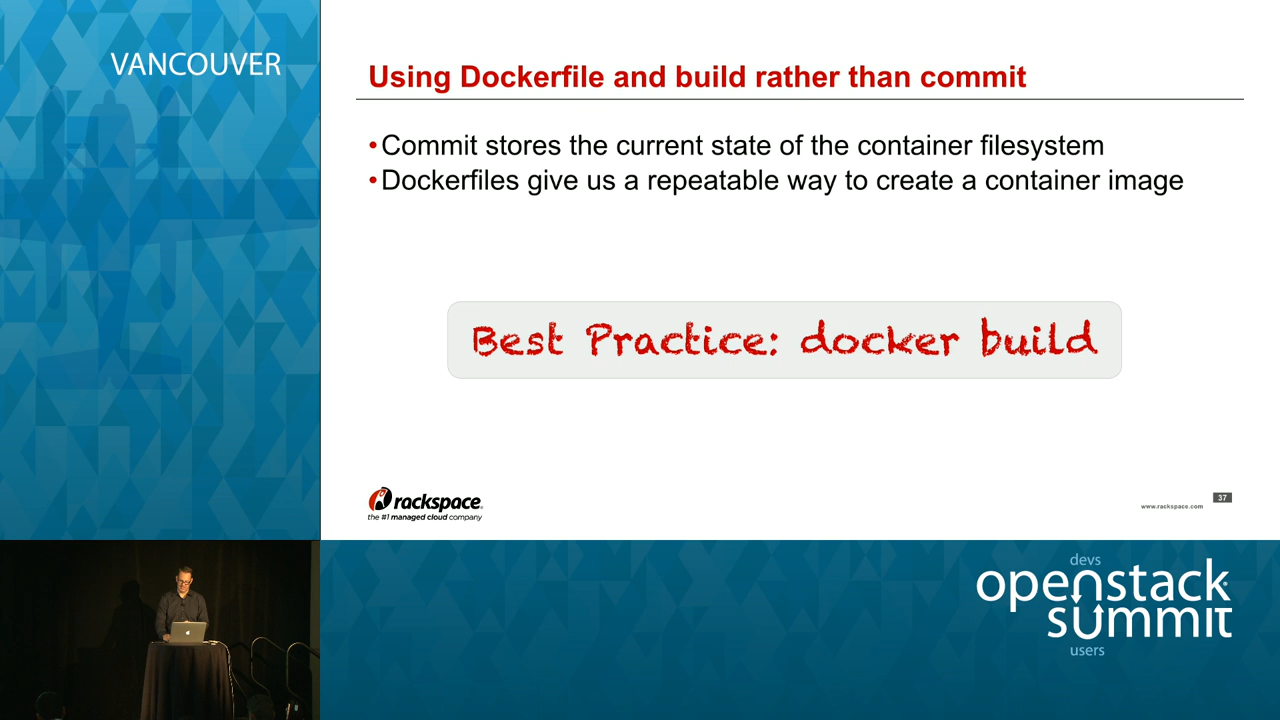 VANCOUVER
Using Dockerfile and build rather than commit
•Commit stores the current state of the container filesystem
•Dockerfiles give us a repeatable way to create a container image
Best Practice: docker build
rackspace®
the #1 managed cloud company
37
www.rackspace.com
devs
openstack®
summit
users